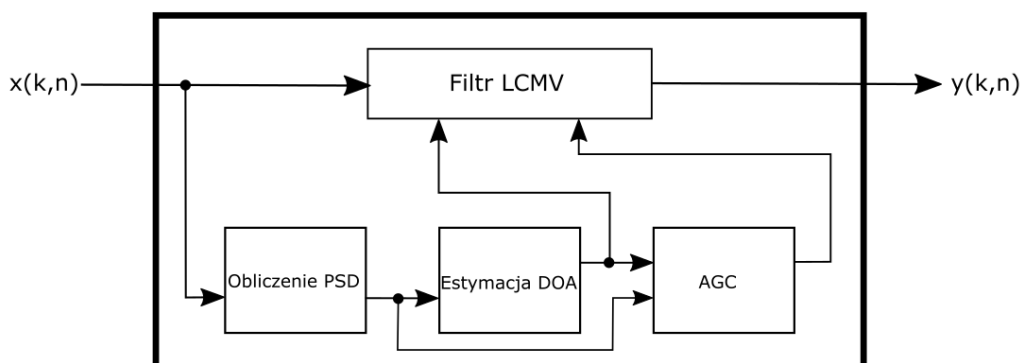 x(k,n)
Filtr LCMV
y(k,n)
Obliczenie PSD
Estymacja DOA
AGC